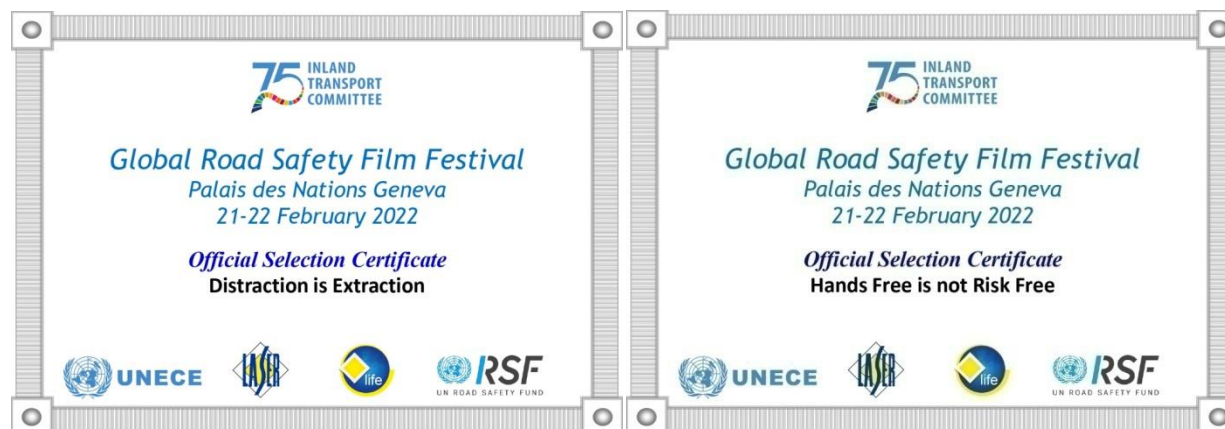 75 INLAND
TRANSPORT
COMMITTEE
Global Road Safety Film Festival
Palais des Nations Geneva
21-22 February 2022
Official Selection Certificate
Distraction is Extraction
UNECE
LASER
life
RSF
UN ROAD SAFETY FUND
75 INLAND
TRANSPORT
COMMITTEE
Global Road Safety Film Festival
Palais des Nations Geneva
21-22 February 2022
Official Selection Certificate
Hands Free is not Risk Free
UNECE
LASER
life
RSF
UN ROAD SAFETY FUND